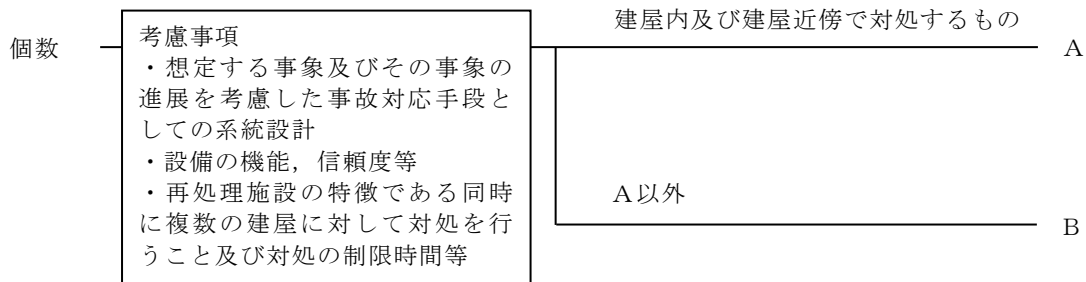 建屋内及び建屋近傍で対処するもの
個数
考慮事項
・想定する事象及びその事象の
進展を考慮した事故対応手段と
しての系統設計
・設備の機能，信頼度等
・再処理施設の特徴である同時
に複数の建屋に対して対処を行
うこと及び対処の制限時間等
A
A以外
B